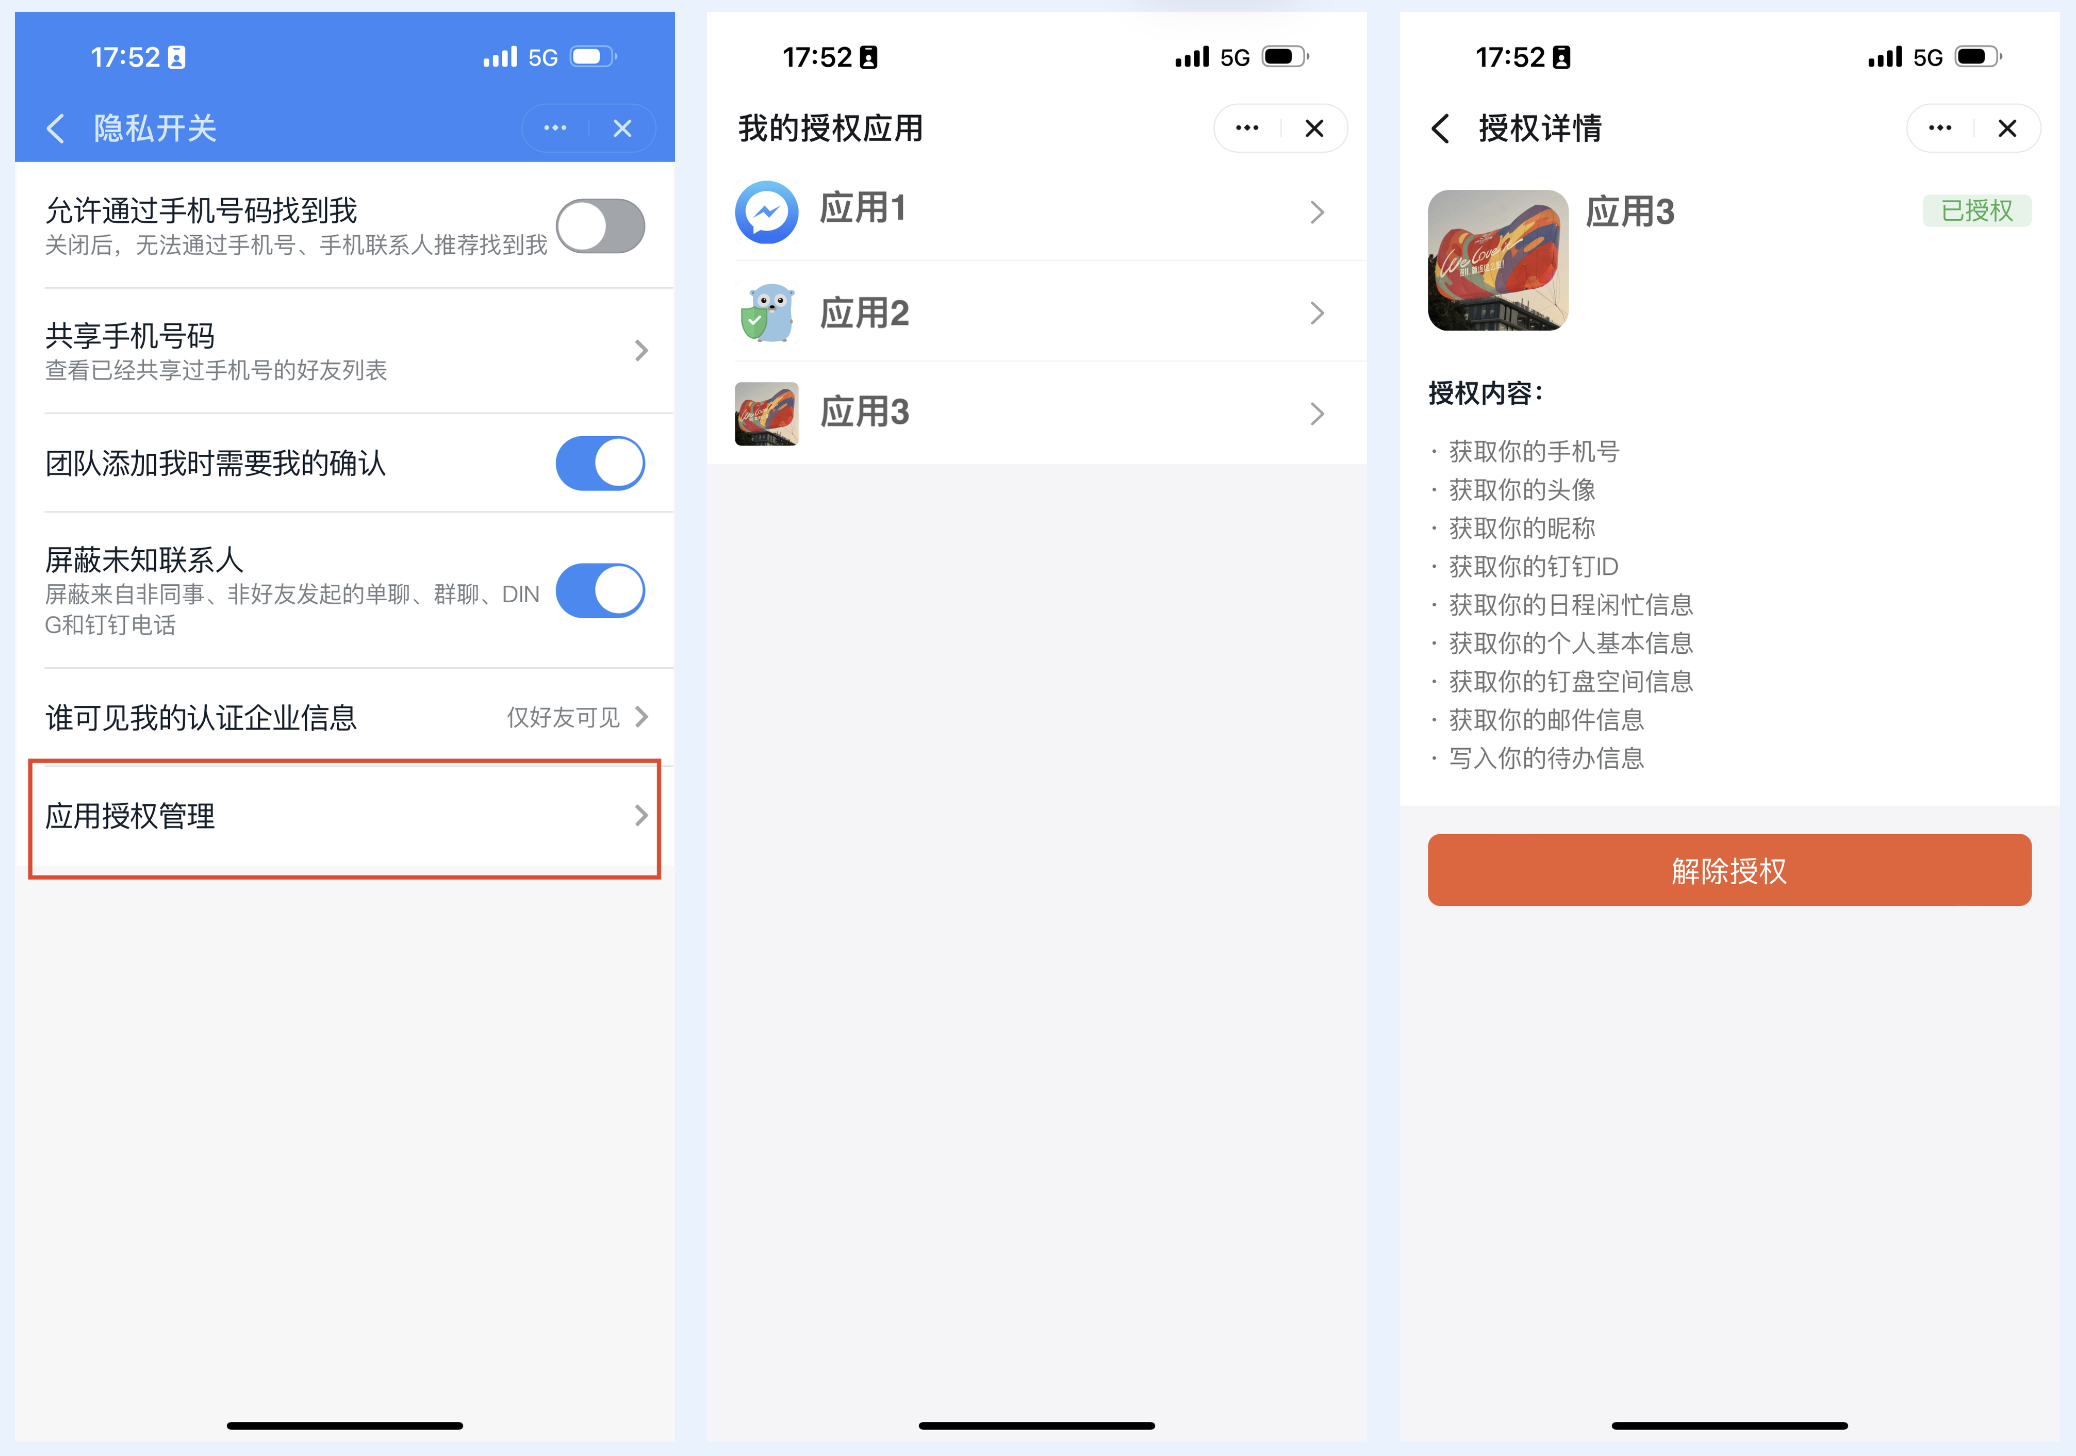 17:52
5G
隐私开关
允许通过手机号码找到我
关闭后，无法通过手机号、手机联系人推荐找到我
共享手机号码
查看已经共享过手机号的好友列表
团队添加我时需要我的确认
屏蔽未知联系人
屏蔽来自非同事、非好友发起的单聊、群聊、DIN
G和钉钉电话
谁可见我的认证企业信息
仅好友可见
应用授权管理
17:52
5G
我的授权应用
应用1
应用2
应用3
17:52
5G
授权详情
We Love
应用3
已授权
授权内容：
· 获取你的手机号
· 获取你的头像
· 获取你的昵称
· 获取你的钉钉ID
· 获取你的日程闲忙信息
· 获取你的个人基本信息
· 获取你的钉盘空间信息
· 获取你的邮件信息
· 写入你的待办信息
解除授权